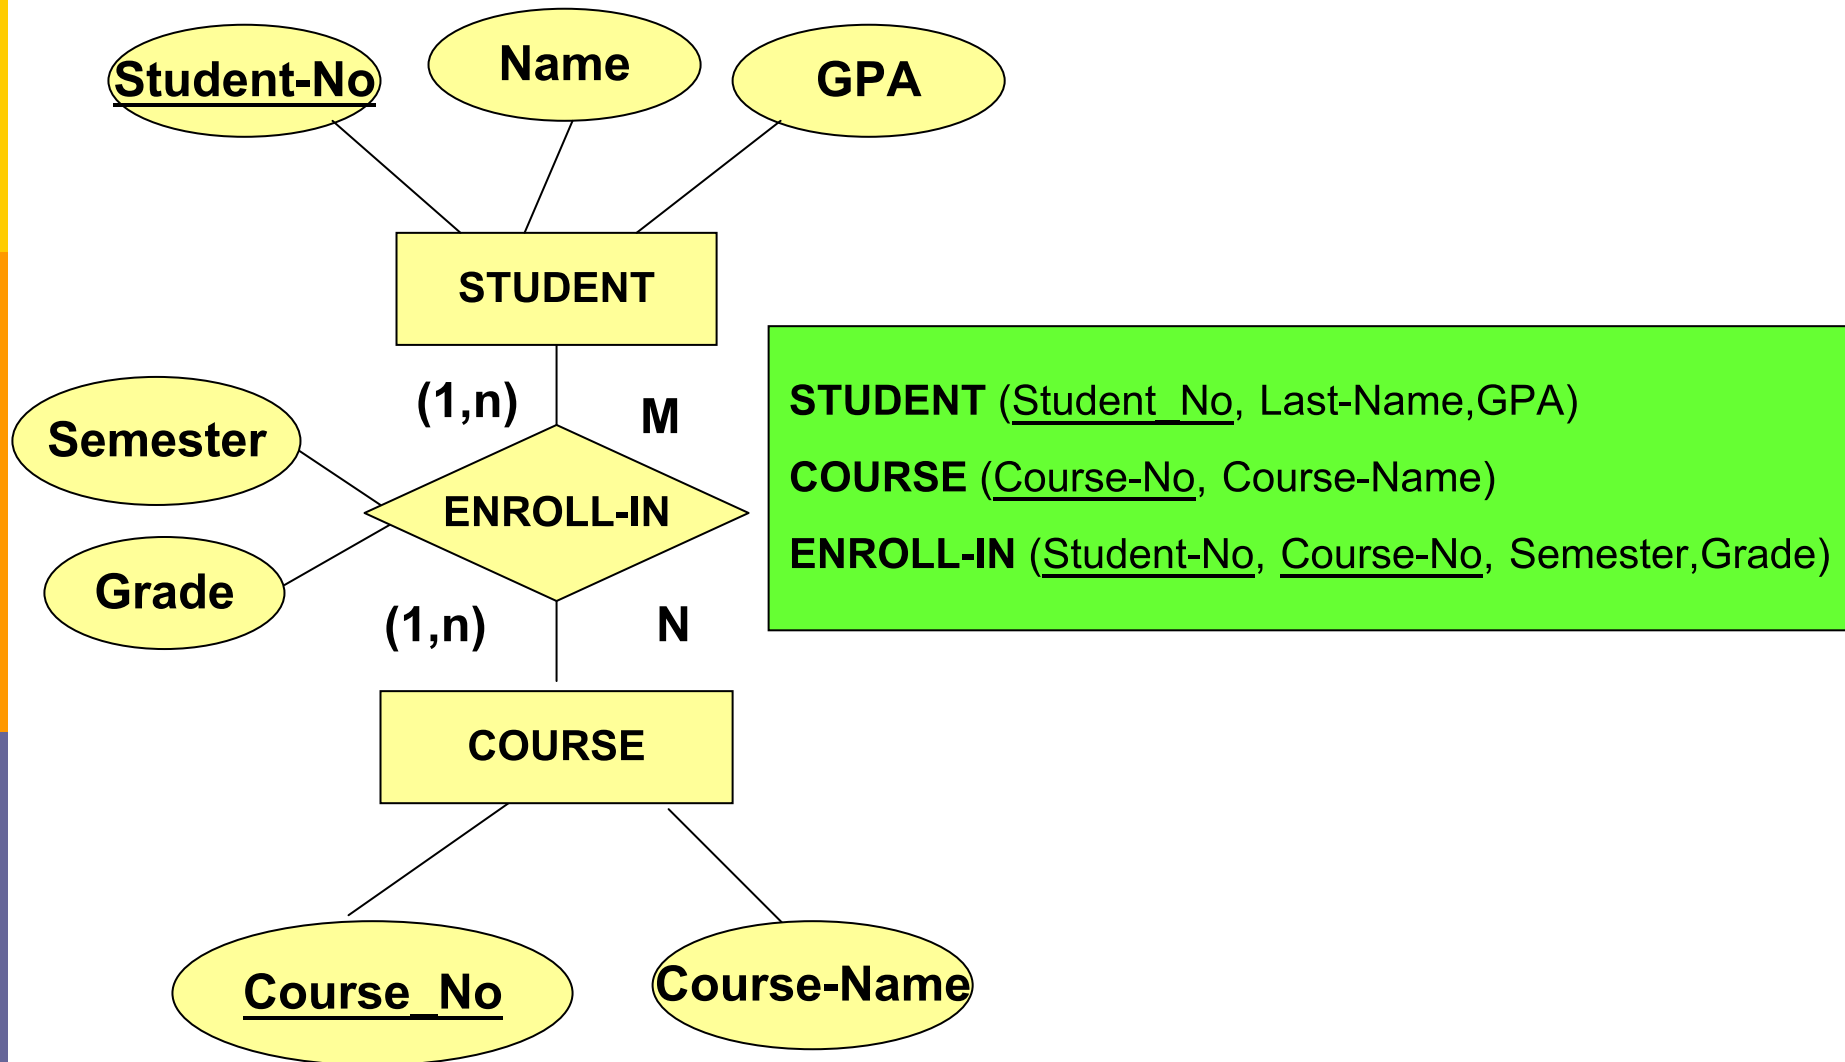 Student-No
Name
GPA
STUDENT
(1,n)
M
Semester
ENROLL-IN
Grade
(1,n)
N
COURSE
Course_No
Course-Name
STUDENT (Student_No, Last-Name,GPA)
COURSE (Course-No, Course-Name)
ENROLL-IN (Student-No, Course-No, Semester,Grade)